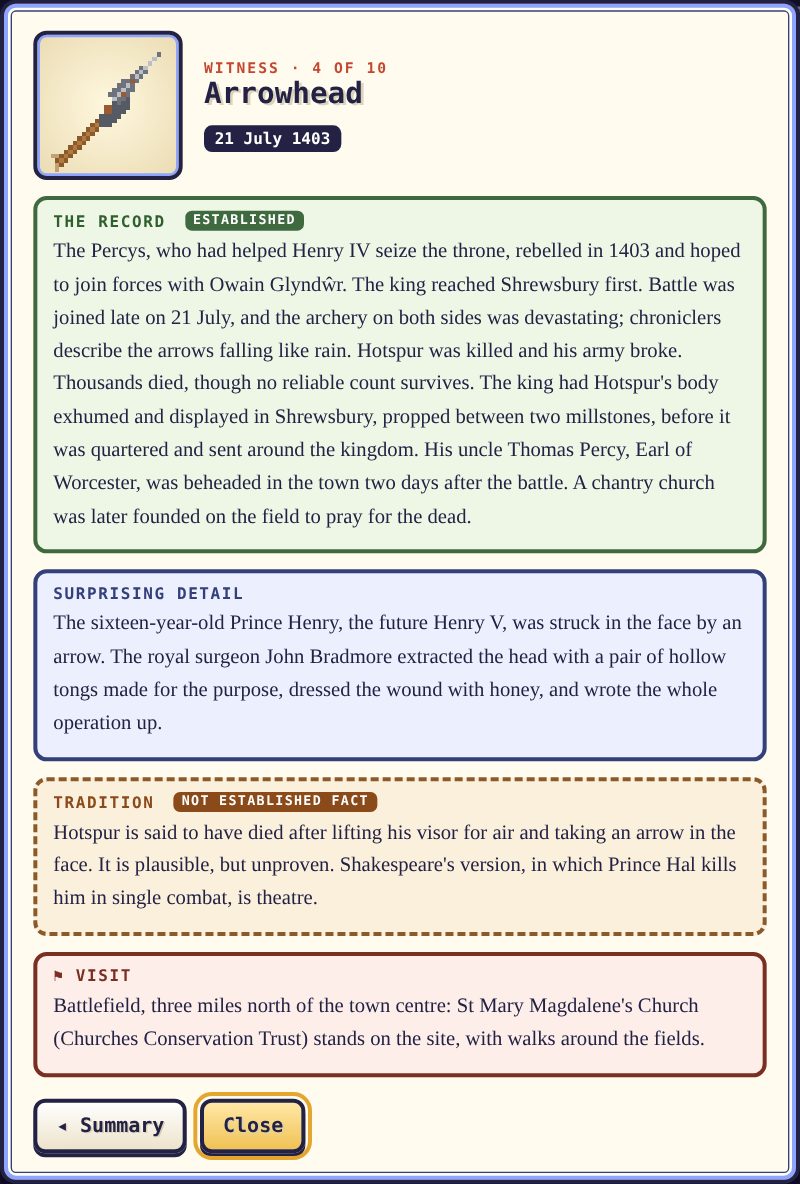 WITNESS · 4 OF 10
Arrowhead
21 July 1403
THE RECORD ESTABLISHED
The Percys, who had helped Henry IV seize the throne, rebelled in 1403 and hoped
to join forces with Owain Glyndŵr. The king reached Shrewsbury first. Battle was
joined late on 21 July, and the archery on both sides was devastating; chroniclers
describe the arrows falling like rain. Hotspur was killed and his army broke.
Thousands died, though no reliable count survives. The king had Hotspur's body
exhumed and displayed in Shrewsbury, propped between two millstones, before it
was quartered and sent around the kingdom. His uncle Thomas Percy, Earl of
Worcester, was beheaded in the town two days after the battle. A chantry church
was later founded on the field to pray for the dead.
SURPRISING DETAIL
The sixteen-year-old Prince Henry, the future Henry V, was struck in the face by an
arrow. The royal surgeon John Bradmore extracted the head with a pair of hollow
tongs made for the purpose, dressed the wound with honey, and wrote the whole
operation up.
TRADITION NOT ESTABLISHED FACT
Hotspur is said to have died after lifting his visor for air and taking an arrow in the
face. It is plausible, but unproven. Shakespeare's version, in which Prince Hal kills
him in single combat, is theatre.
⚑ VISIT
Battlefield, three miles north of the town centre: St Mary Magdalene's Church
(Churches Conservation Trust) stands on the site, with walks around the fields.
◂ Summary Close